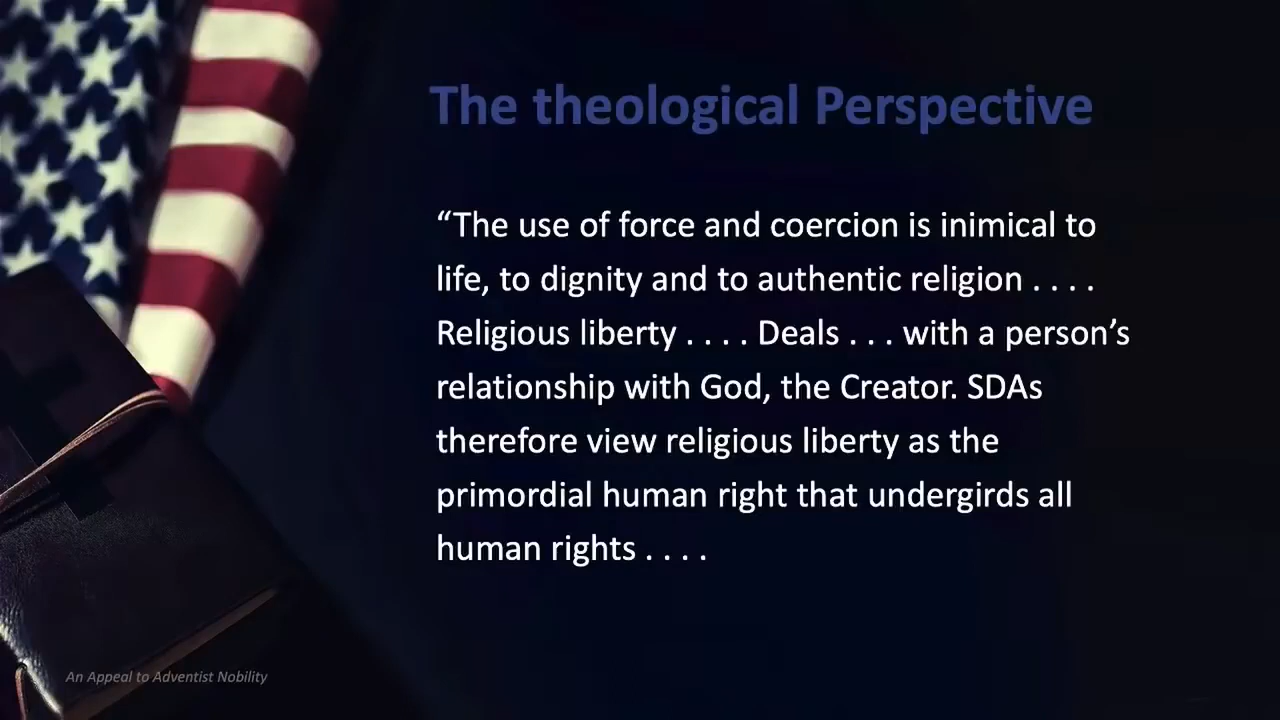 The theological Perspective
“The use of force and coercion is inimical to
life, to dignity and to authentic religion . . . .
Religious liberty . . . . Deals . . . with a person’s
relationship with God, the Creator. SDAs
therefore view religious liberty as the
primordial human right that undergirds all
human rights . . . .
An Appeal to Adventist Nobility